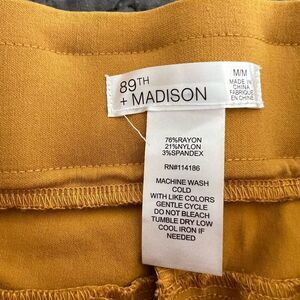 89TH
+ MADISON
M/M
MADE IN
CHINA
FABRIQUÉ
EN CHINE
76%RAYON
21%NYLON
3%SPANDEX
RN#114186
MACHINE WASH
COLD
WITH LIKE COLORS
GENTLE CYCLE
DO NOT BLEACH
TUMBLE DRY LOW
COOL IRON IF
NEEDED